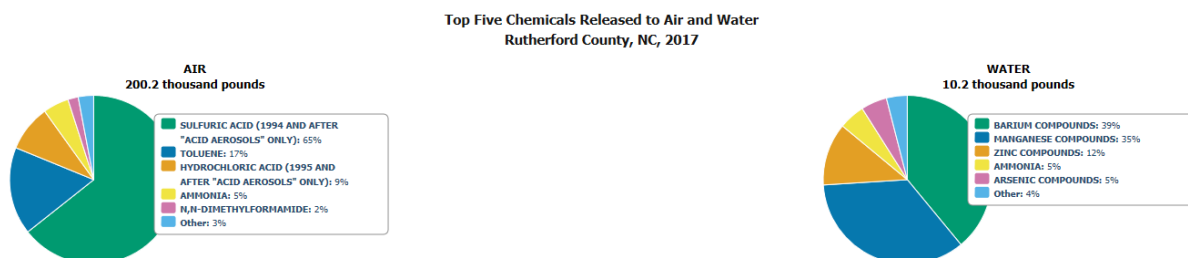 Top Five Chemicals Released to Air and Water
Rutherford County, NC, 2017
AIR
200.2 thousand pounds
SULFURIC ACID (1994 AND AFTER
"ACID AEROSOLS" ONLY): 65%
TOLUENE: 17%
HYDROCHLORIC ACID (1995 AND
AFTER "ACID AEROSOLS" ONLY): 9%
AMMONIA: 5%
N,N-DIMETHYLFORMAMIDE: 2%
Other: 3%
WATER
10.2 thousand pounds
BARIUM COMPOUNDS: 39%
MANGANESE COMPOUNDS: 35%
ZINC COMPOUNDS: 12%
AMMONIA: 5%
ARSENIC COMPOUNDS: 5%
Other: 4%